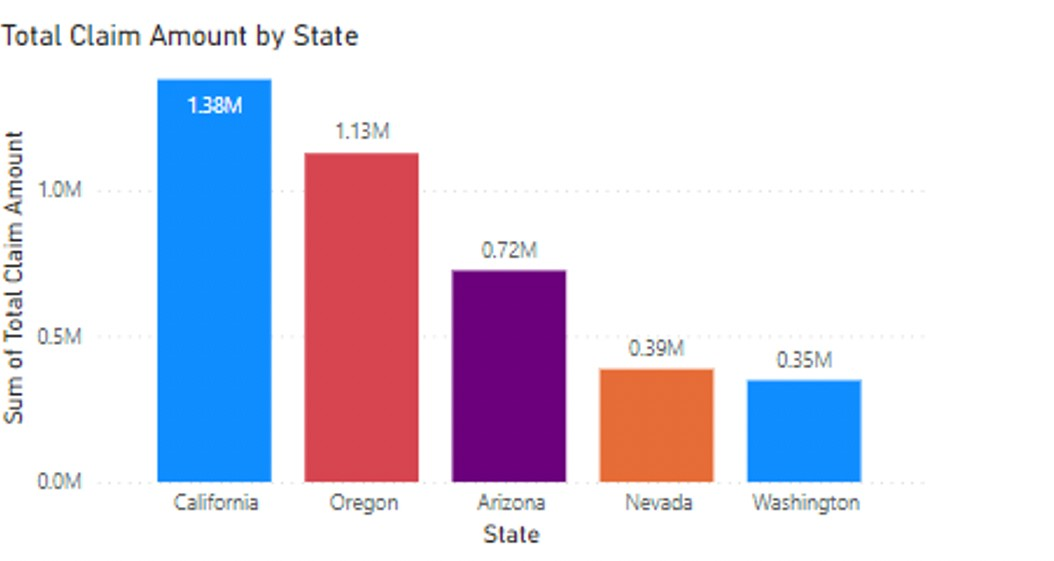 Total Claim Amount by State
Sum of Total Claim Amount
1.0M
0.5M
0.0M
1.38M
1.13M
0.72M
0.39M
0.35M
California Oregon Arizona Nevada Washington
State